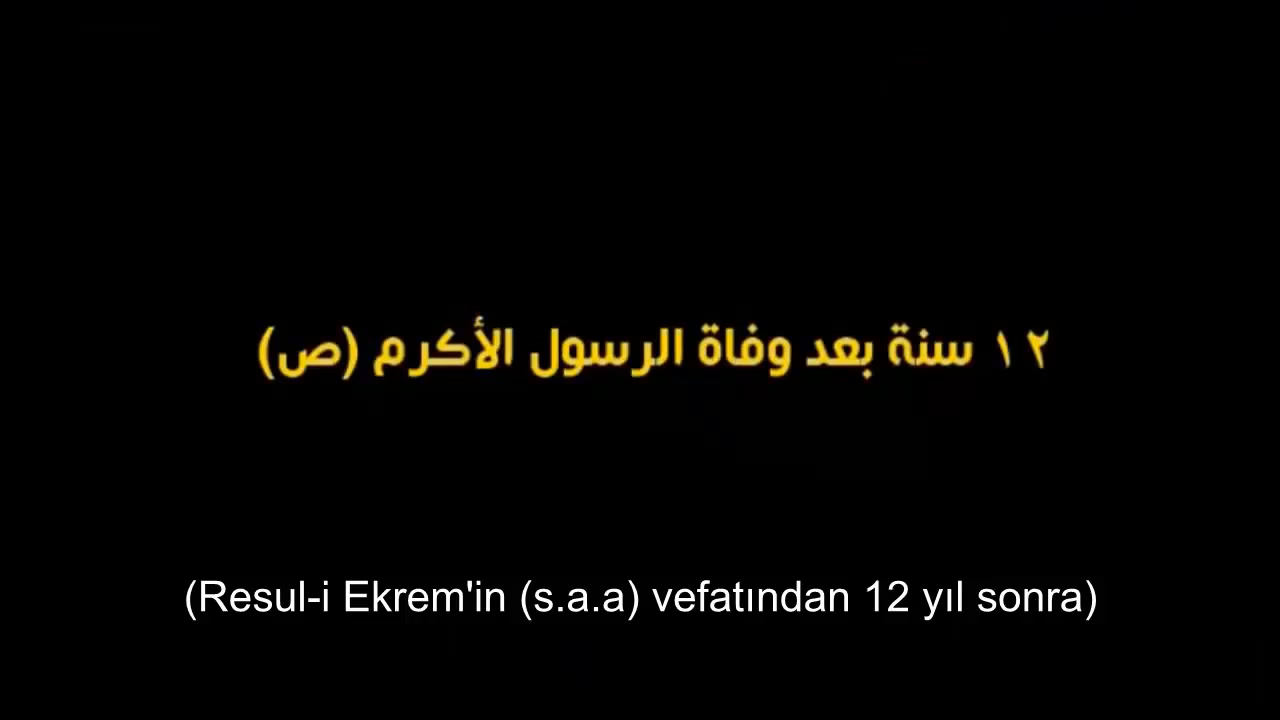 ١٢ سنة بعد وفاة الرسول الأكرم (ص)
(Resul-i Ekrem'in (s.a.a) vefatından 12 yıl sonra)